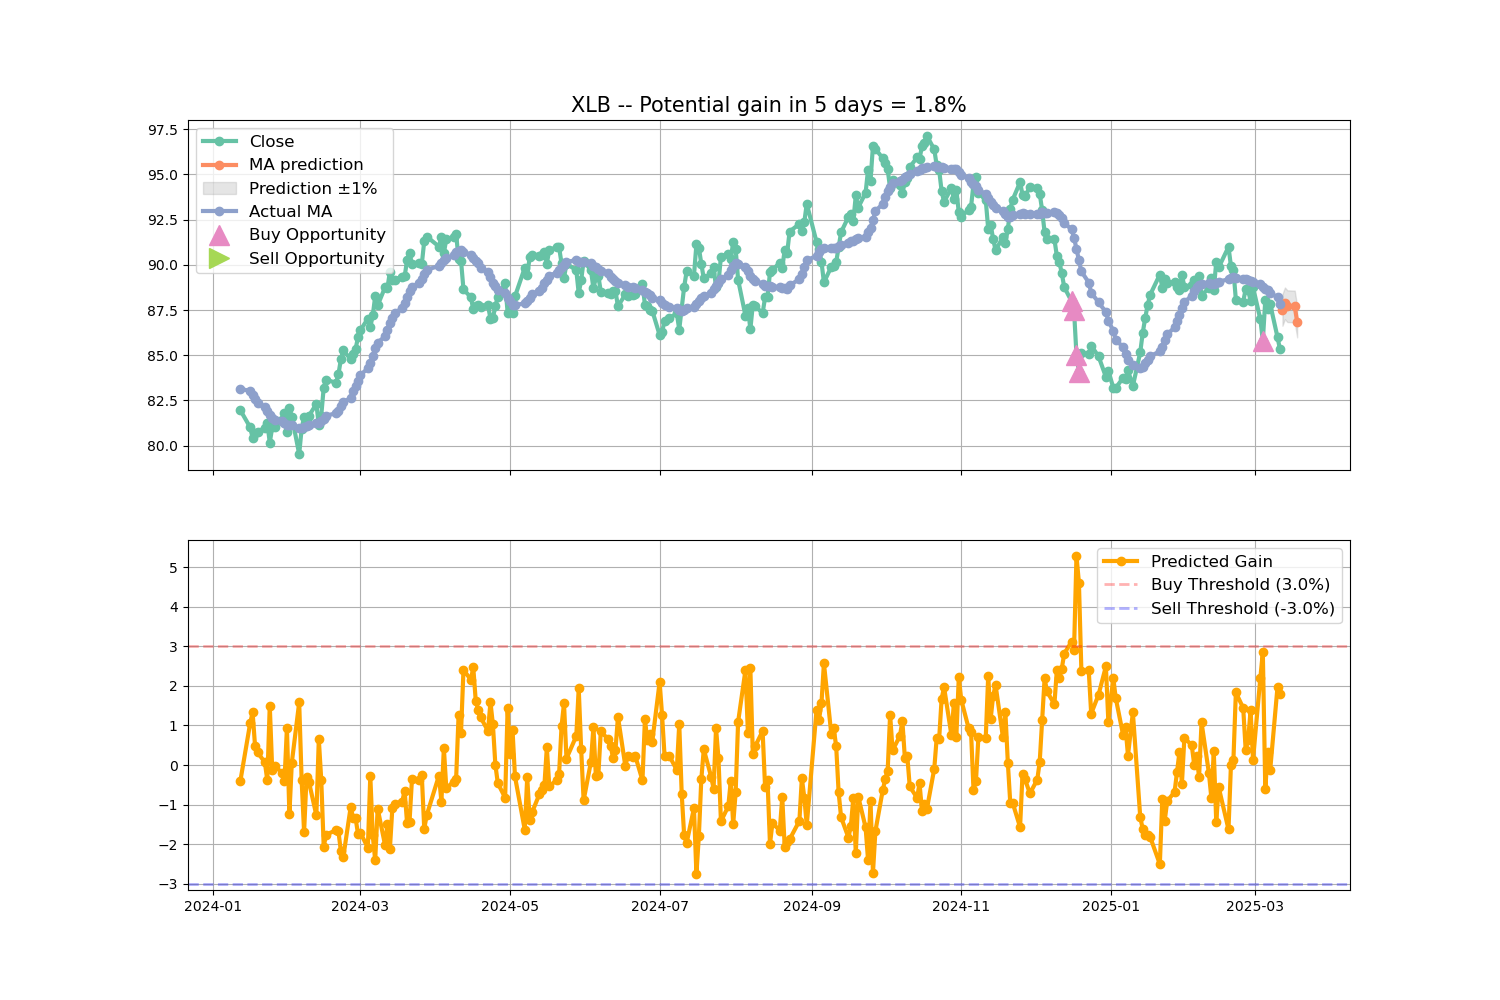 XLB -- Potential gain in 5 days = 1.8%
97.5
95.0
92.5
90.0
87.5
85.0
82.5
80.0
Close
MA prediction
Prediction ±1%
Actual MA
Buy Opportunity
Sell Opportunity
5
4
3
2
1
0
−1
−2
−3
Predicted Gain
Buy Threshold (3.0%)
Sell Threshold (-3.0%)
2024-01
2024-03
2024-05
2024-07
2024-09
2024-11
2025-01
2025-03